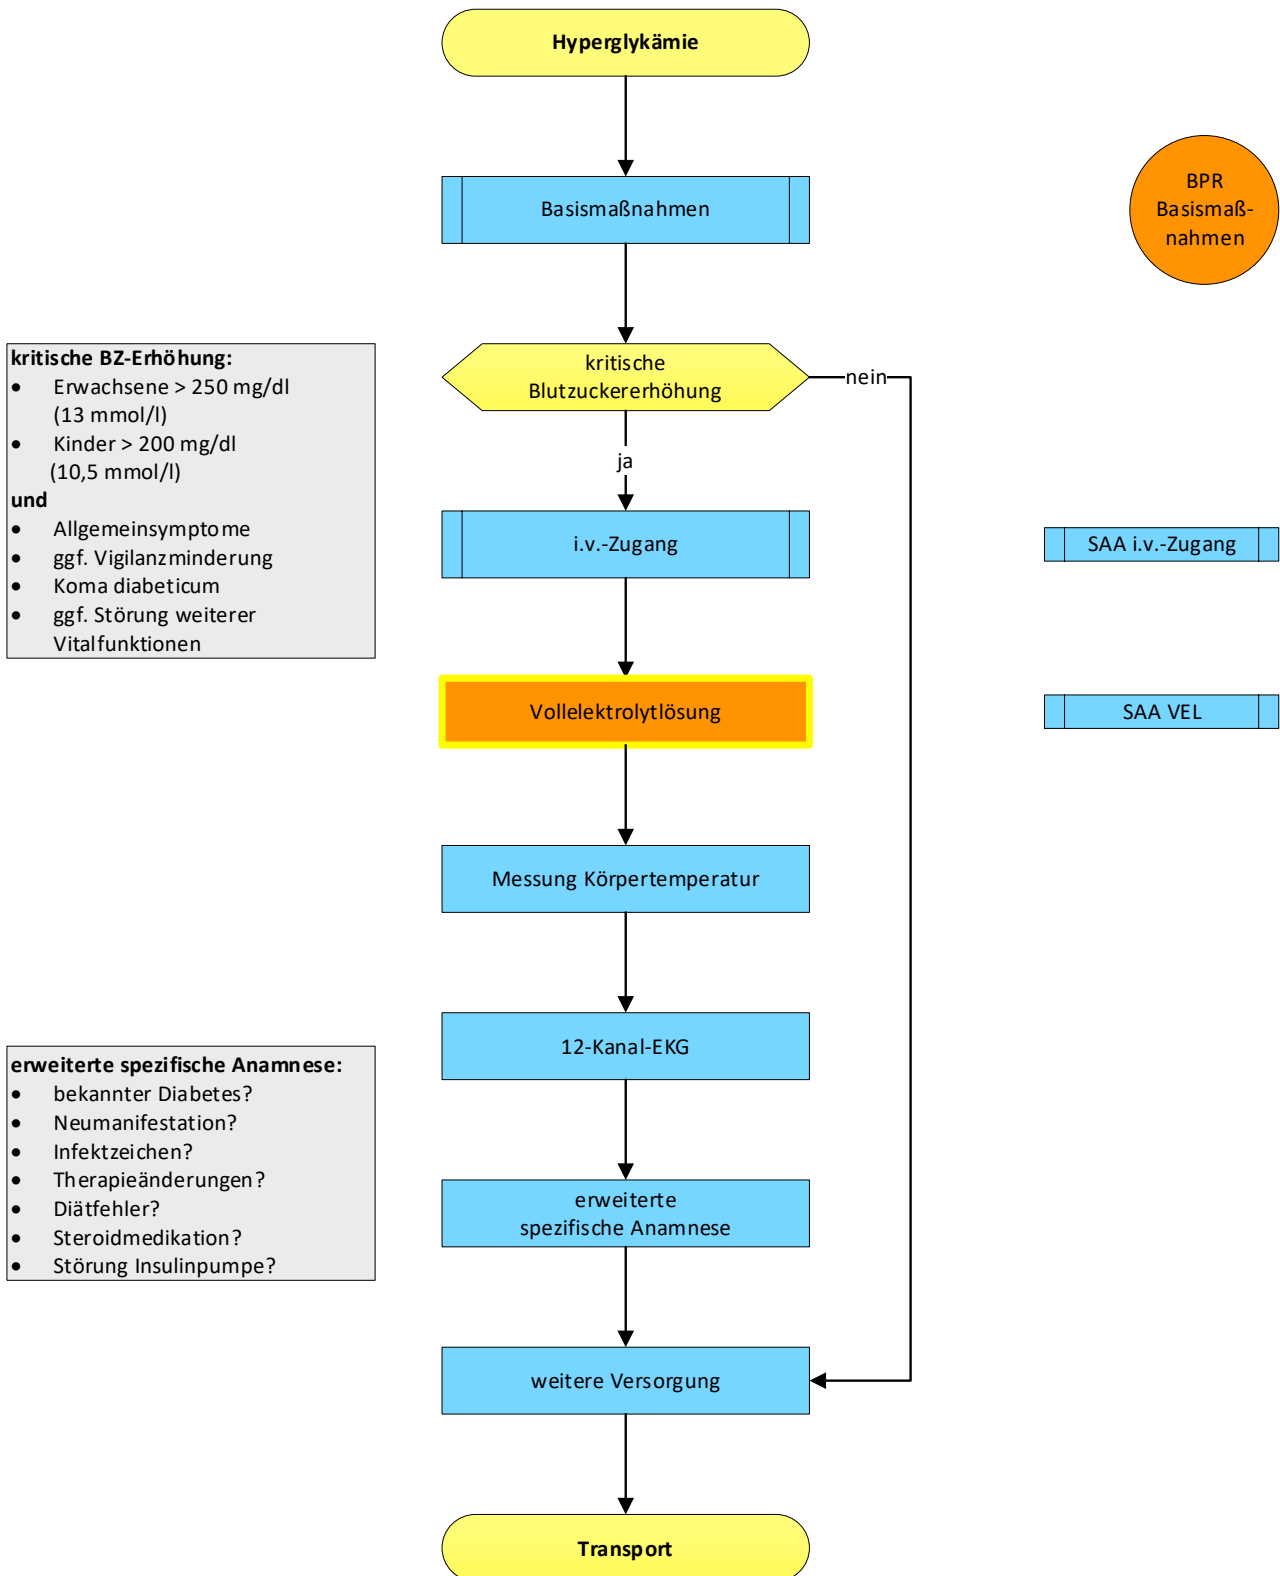 Hyperglykämie
Basismaßnahmen
BPR
Basismaß-
nahmen
kritische BZ-Erhöhung:
• Erwachsene > 250 mg/dl
(13 mmol/l)
• Kinder > 200 mg/dl
(10,5 mmol/l)
und
• Allgemeinsymptome
• ggf. Vigilanzminderung
• Koma diabeticum
• ggf. Störung weiterer
Vitalfunktionen
kritische
Blutzuckererhöhung
nein
ja
i.v.-Zugang
SAA i.v.-Zugang
Vollelektrolytlösung
SAA VEL
Messung Körpertemperatur
12-Kanal-EKG
erweiterte spezifische Anamnese:
• bekannter Diabetes?
• Neumanifestation?
• Infektzeichen?
• Therapieänderungen?
• Diätfehler?
• Steroidmedikation?
• Störung Insulinpumpe?
erweiterte
spezifische Anamnese
weitere Versorgung
Transport